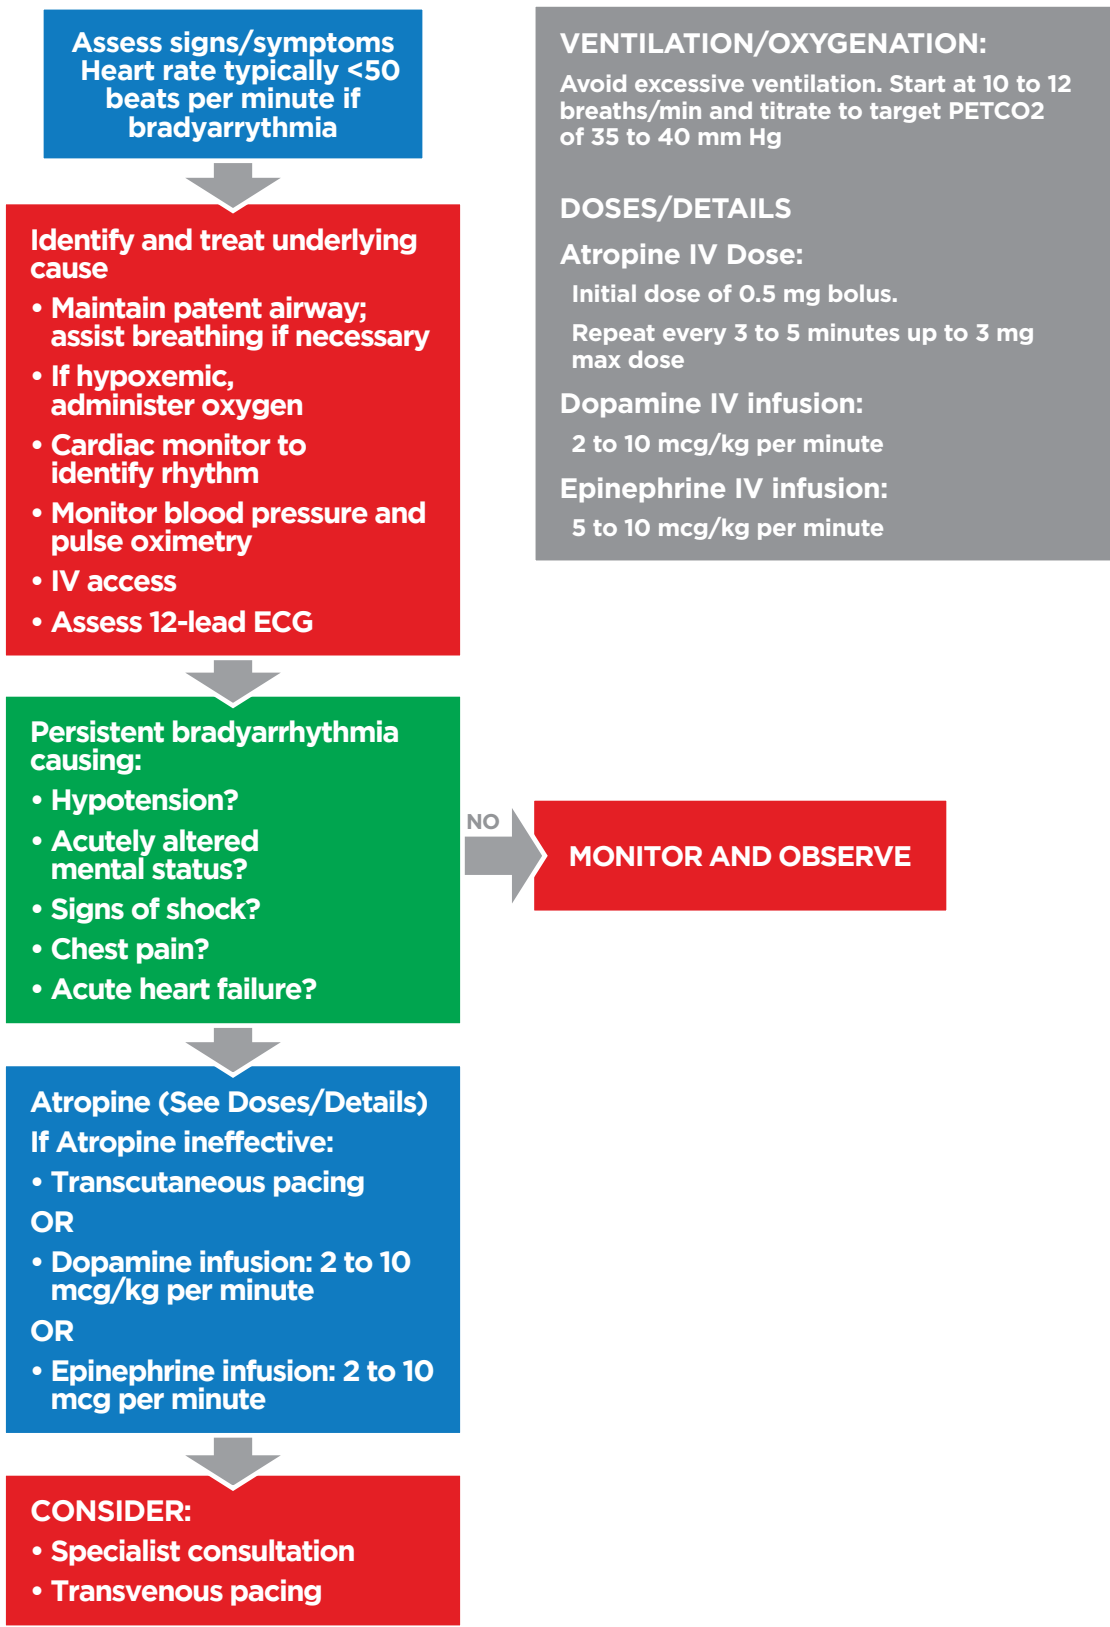 Assess signs/symptoms
Heart rate typically <50
beats per minute if
bradyarrythmia
Identify and treat underlying
cause
• Maintain patent airway;
assist breathing if necessary
• If hypoxemic,
administer oxygen
• Cardiac monitor to
identify rhythm
• Monitor blood pressure and
pulse oximetry
• IV access
• Assess 12-lead ECG
Persistent bradyarrhythmia
causing:
• Hypotension?
• Acutely altered
mental status?
• Signs of shock?
• Chest pain?
• Acute heart failure?
NO
MONITOR AND OBSERVE
Atropine (See Doses/Details)
If Atropine ineffective:
• Transcutaneous pacing
OR
• Dopamine infusion: 2 to 10
mcg/kg per minute
OR
• Epinephrine infusion: 2 to 10
mcg per minute
CONSIDER:
• Specialist consultation
• Transvenous pacing
VENTILATION/OXYGENATION:
Avoid excessive ventilation. Start at 10 to 12
breaths/min and titrate to target PETCO2
of 35 to 40 mm Hg
DOSES/DETAILS
Atropine IV Dose:
Initial dose of 0.5 mg bolus.
Repeat every 3 to 5 minutes up to 3 mg
max dose
Dopamine IV infusion:
2 to 10 mcg/kg per minute
Epinephrine IV infusion:
5 to 10 mcg/kg per minute